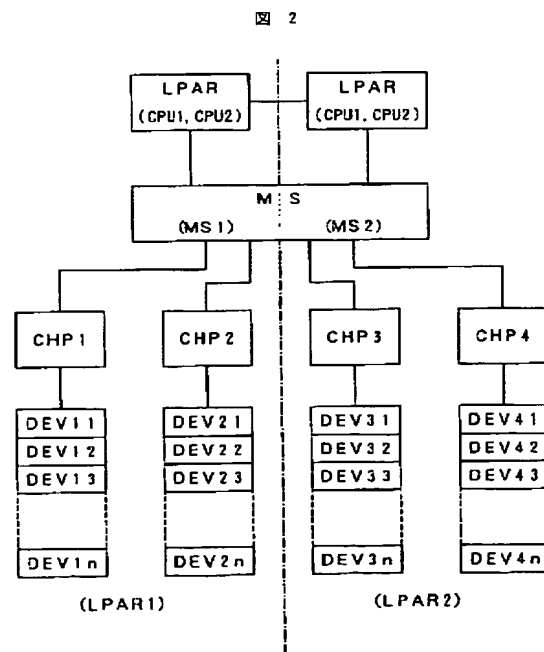 図 2
LPAR
(CPU1, CPU2)
LPAR
(CPU1, CPU2)
MS
(MS1)
(MS2)
CHP1
CHP2
CHP3
CHP4
DEV11
DEV12
DEV13
DEV1n
DEV21
DEV22
DEV23
DEV2n
DEV31
DEV32
DEV33
DEV3n
DEV41
DEV42
DEV43
DEV4n
(LPAR1)
(LPAR2)